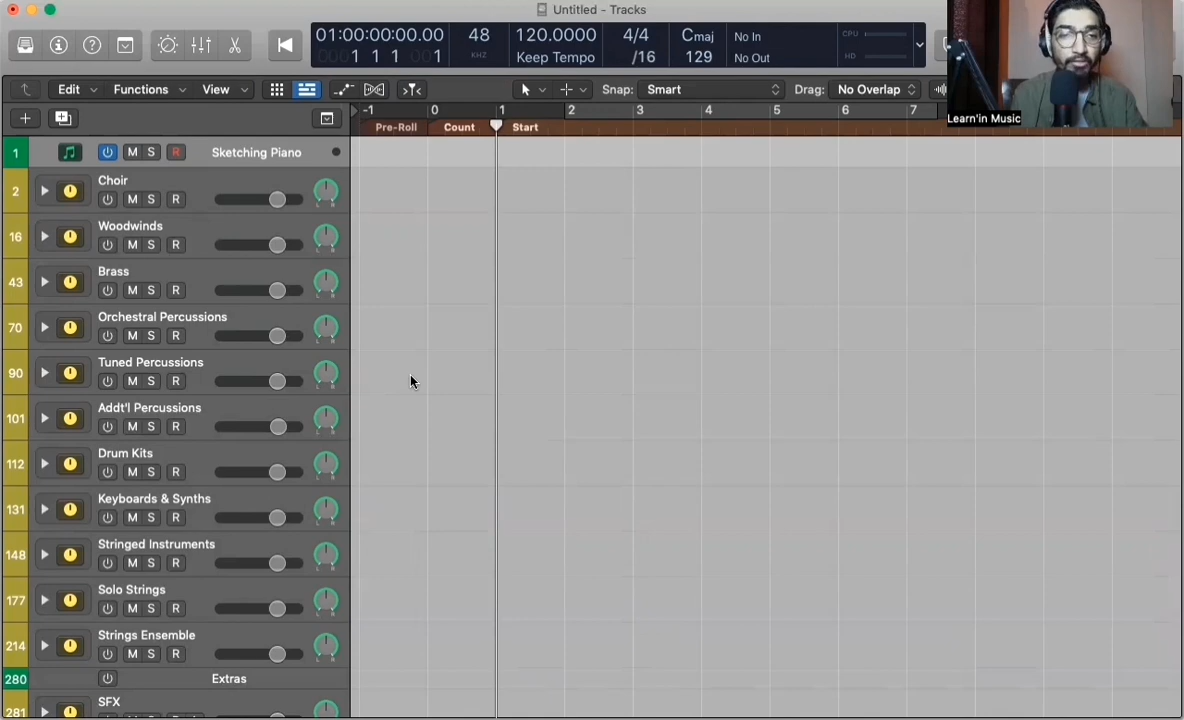 Untitled - Tracks
01:00:00:00.00
48
120.0000
4/4
Cmaj
No In
CPU
1 1 1 001
KHZ
Keep Tempo
/16
129
No Out
HD
Edit
Functions
View
Snap: Smart
Drag: No Overlap
Learn'in Music
-1 0 1 2 3 4 5 6 7
Pre-Roll
Count
Start
1 M S R Sketching Piano
2 Choir
M S R
16 Woodwinds
M S R
43 Brass
M S R
70 Orchestral Percussions
M S R
90 Tuned Percussions
M S R
101 Addt'l Percussions
M S R
112 Drum Kits
M S R
131 Keyboards & Synths
M S R
148 Stringed Instruments
M S R
177 Solo Strings
M S R
214 Strings Ensemble
M S R
280 Extras
281 SFX